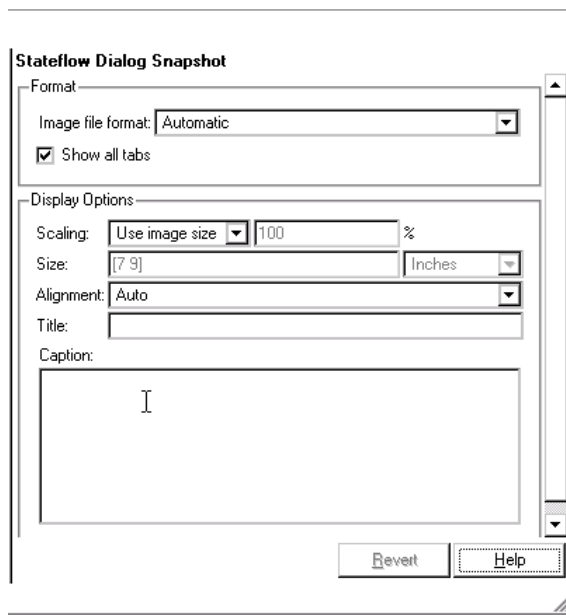 Stateflow Dialog Snapshot
Format
Image file format: Automatic
Show all tabs
Display Options
Scaling: Use image size 100 %
Size: [7 9] Inches
Alignment: Auto
Title:
Caption:
Revert Help